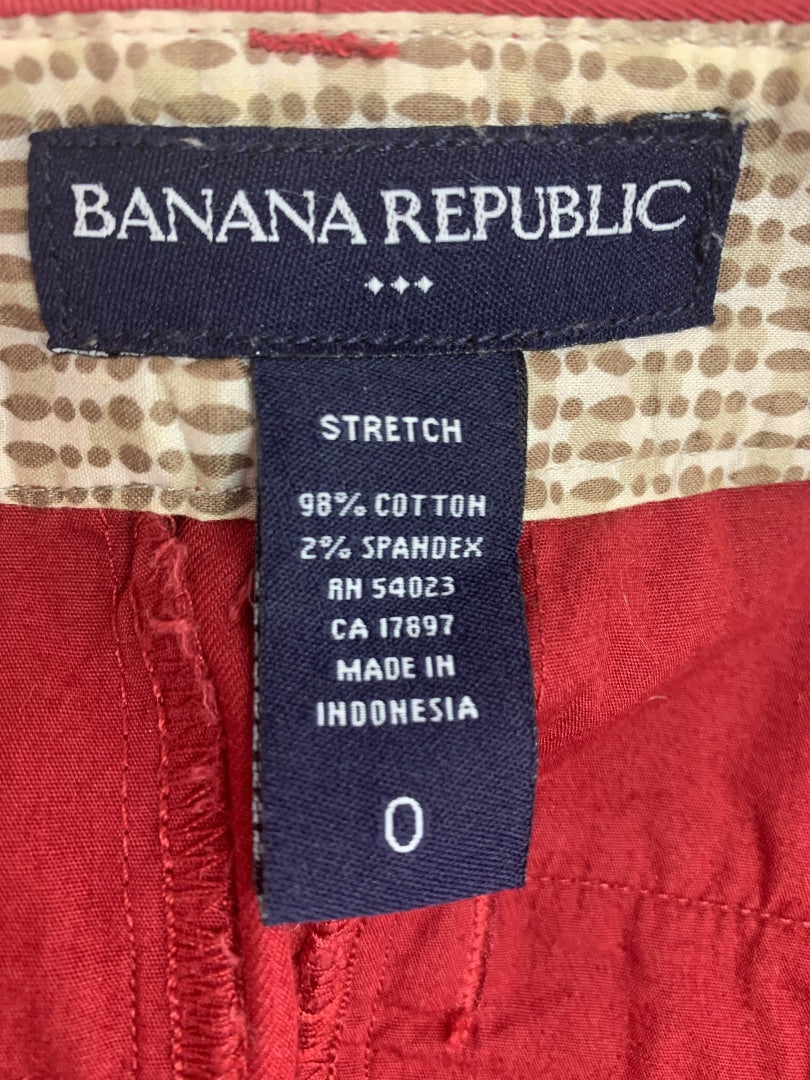 BANANA REPUBLIC
STRETCH
98% COTTON
2% SPANDEX
RN 54023
CA 17897
MADE IN
INDONESIA
0